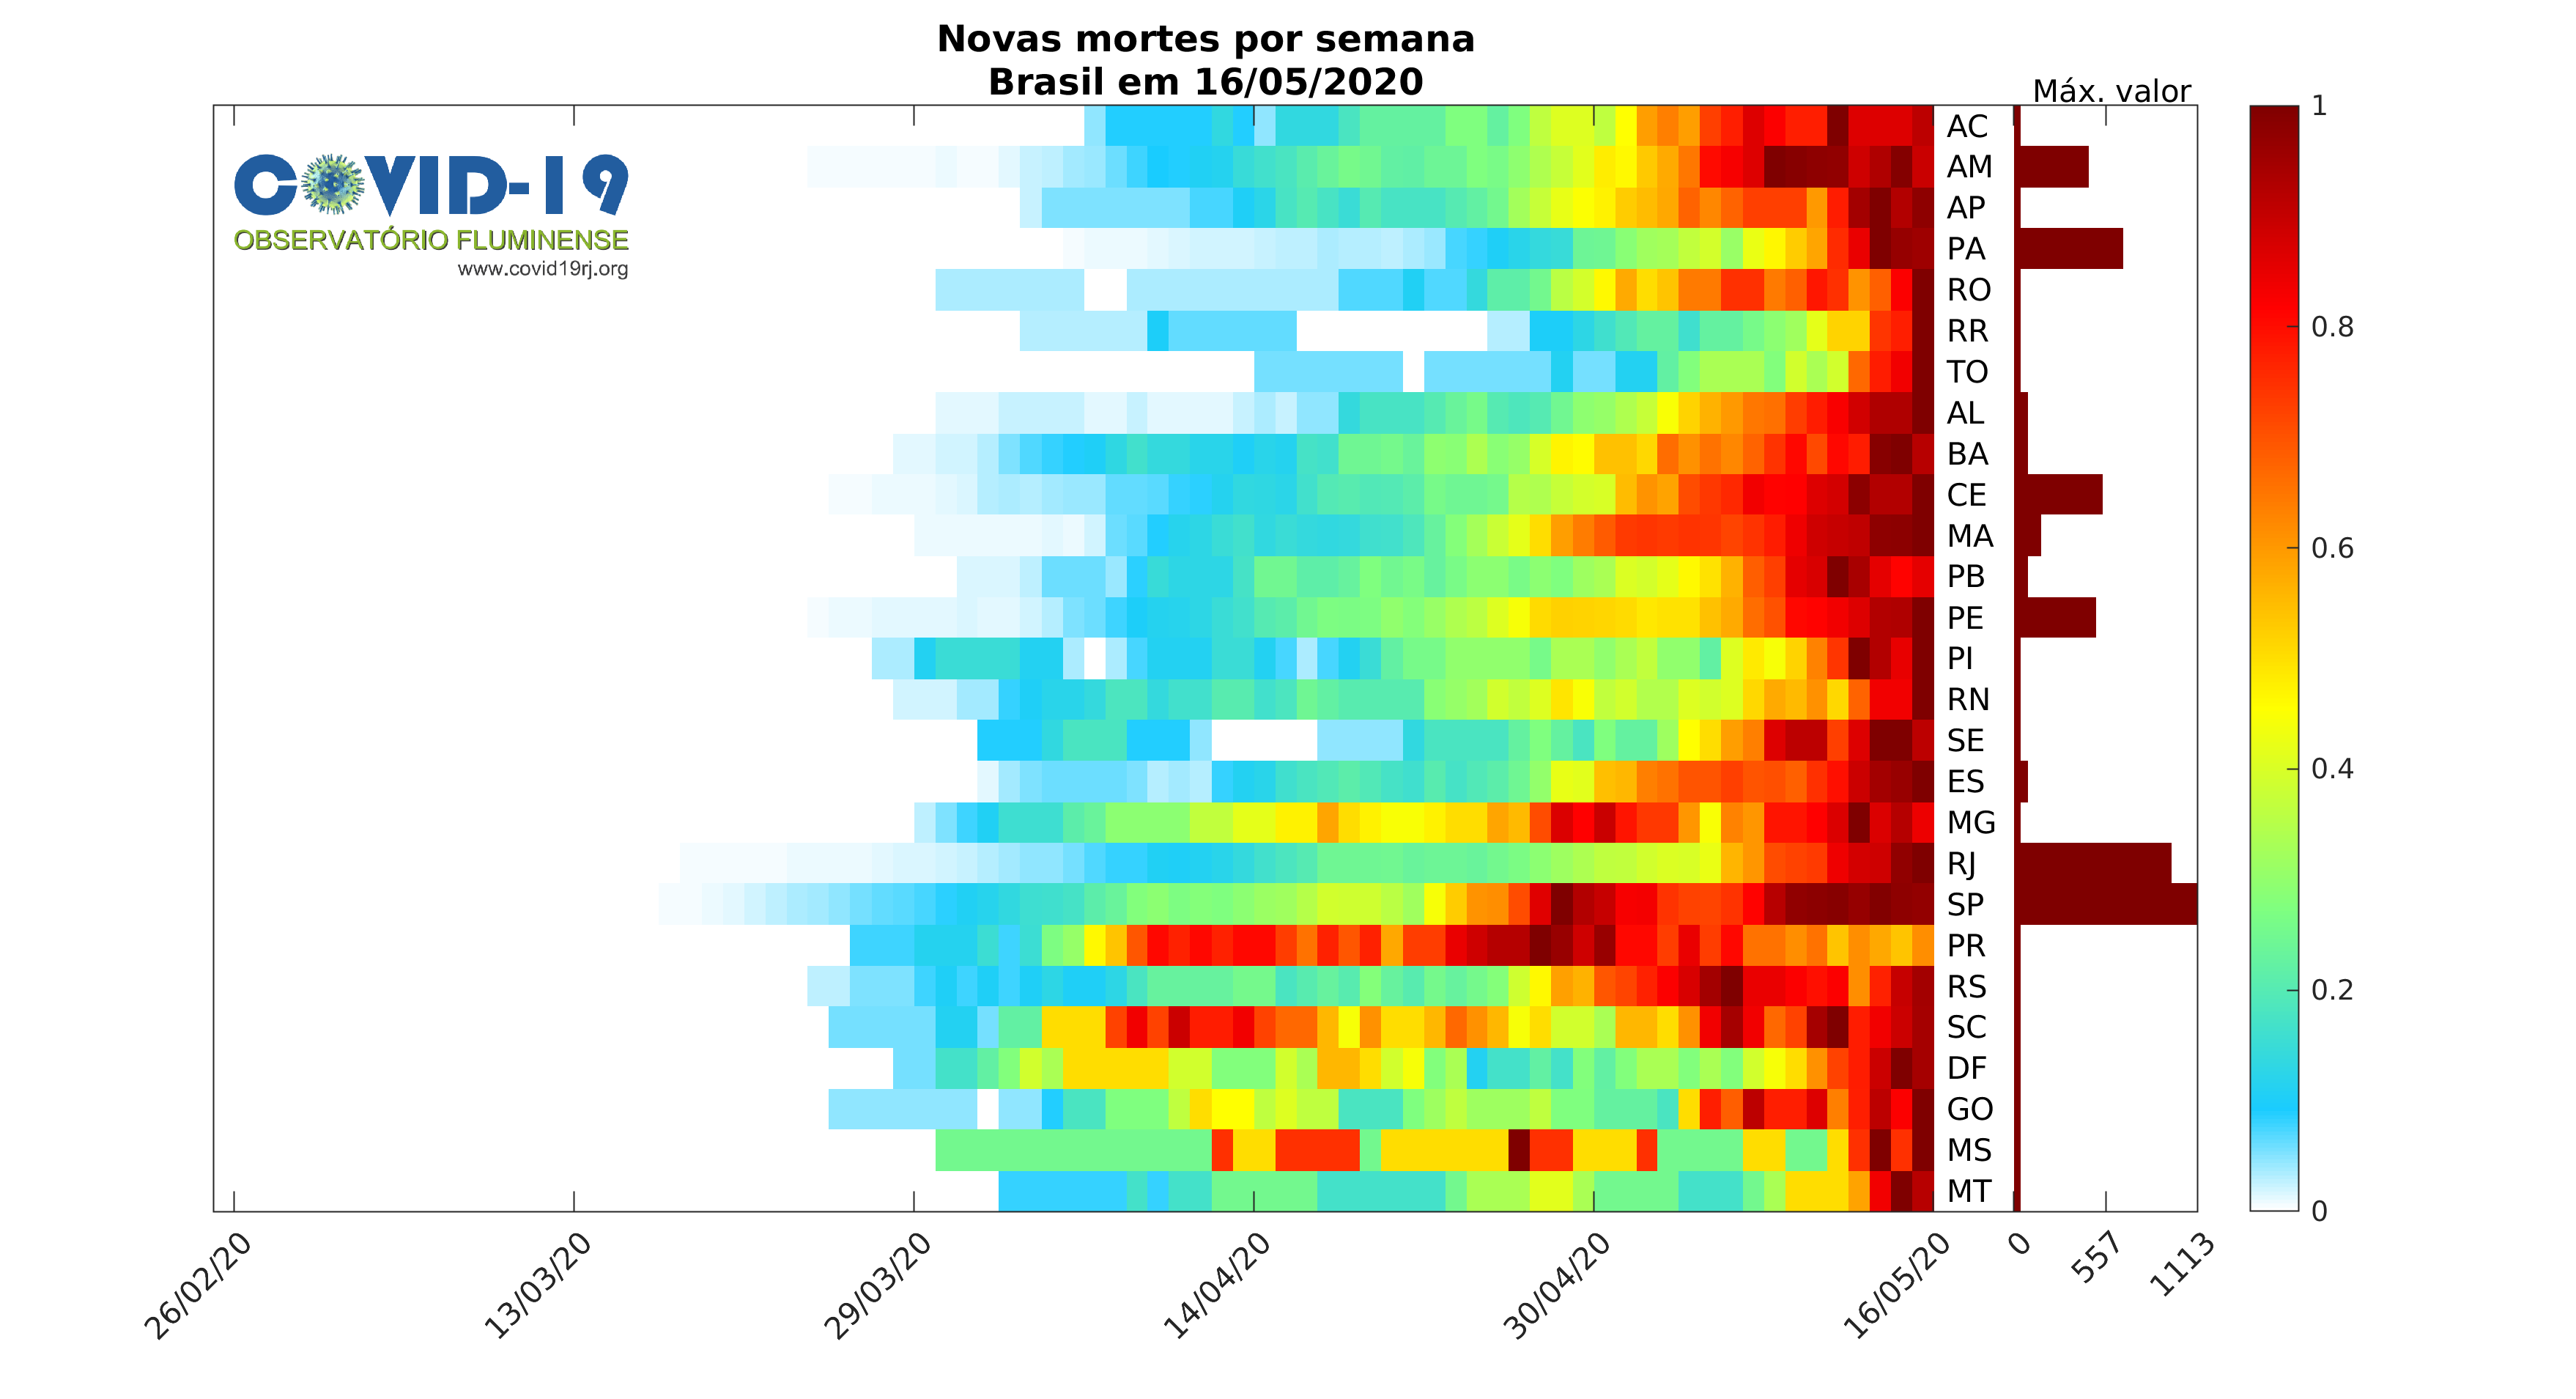 Novas mortes por semana
Brasil em 16/05/2020
Máx. valor
COVID-19
OBSERVATÓRIO FLUMINENSE
www.covid19rj.org
AC
AM
AP
PA
RO
RR
TO
AL
BA
CE
MA
PB
PE
PI
RN
SE
ES
MG
RJ
SP
PR
RS
SC
DF
GO
MS
MT
1
0.8
0.6
0.4
0.2
0
26/02/20
13/03/20
29/03/20
14/04/20
30/04/20
16/05/20
0
557
1113